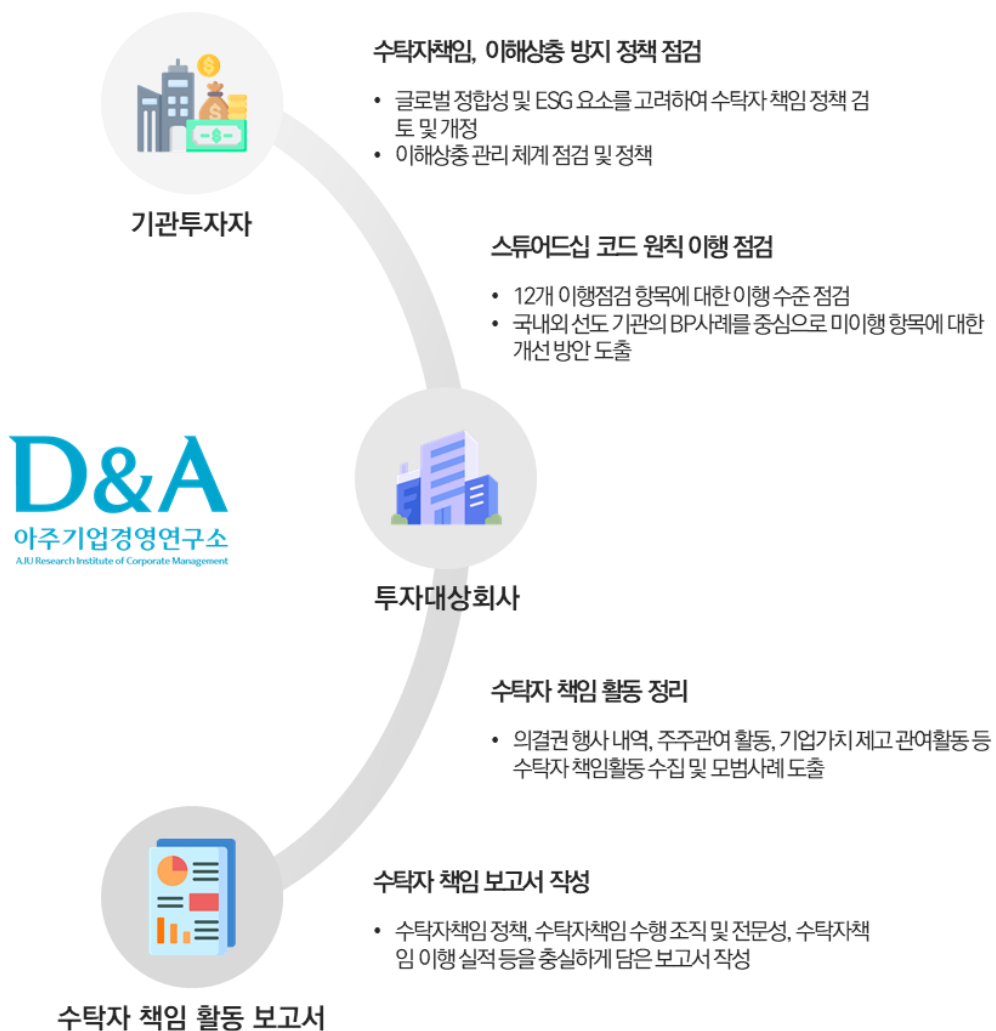 수탁자책임, 이해상충 방지 정책 점검
• 글로벌 정합성 및 ESG 요소를 고려하여 수탁자 책임 정책 검
토 및 개정
• 이해상충 관리 체계 점검 및 정책
기관투자자
스튜어드십 코드 원칙 이행 점검
• 12개 이행점검 항목에 대한 이행 수준 점검
• 국내외 선도 기관의 BP사례를 중심으로 미이행 항목에 대한
개선 방안 도출
D&A
아주기업경영연구소
AJU Research Institute of Corporate Management
투자대상회사
수탁자 책임 활동 정리
• 의결권 행사 내역, 주주관여 활동, 기업가치 제고 관여활동 등
수탁자 책임활동 수집 및 모범사례 도출
수탁자 책임 보고서 작성
• 수탁자책임 정책, 수탁자책임 수행 조직 및 전문성, 수탁자책
임 이행 실적 등을 충실하게 담은 보고서 작성
수탁자 책임 활동 보고서